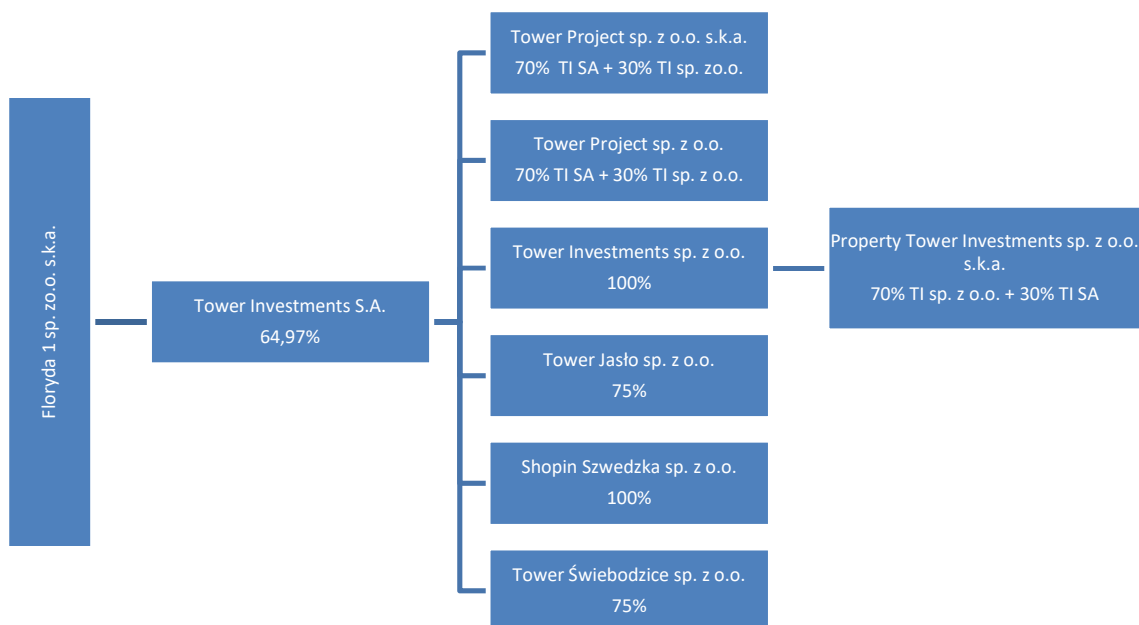 Floryda 1 sp. zo.o. s.k.a.
Tower Investments S.A.
64,97%
Tower Project sp. z o.o. s.k.a.
70% TI SA + 30% TI sp. zo.o.
Tower Project sp. z o.o.
70% TI SA + 30% TI sp. z o.o.
Tower Investments sp. z o.o.
100%
Property Tower Investments sp. z o.o.
s.k.a.
70% TI sp. z o.o. + 30% TI SA
Tower Jasło sp. z o.o.
75%
Shopin Szwedzka sp. z o.o.
100%
Tower Świebodzice sp. z o.o.
75%